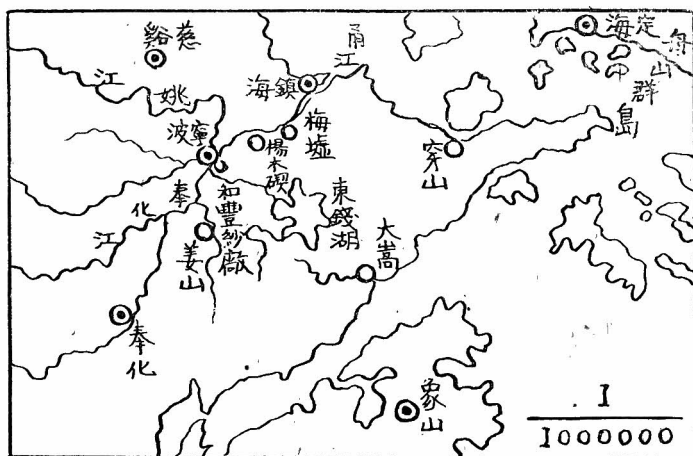 慈谿
姚江
甬江
定海
舟山群島
鎮海
梅墟
楊木碶
寧波
穿山
奉化江
和豐紗廠
東錢湖
姜山
大嵩
奉化
象山
1
1000000